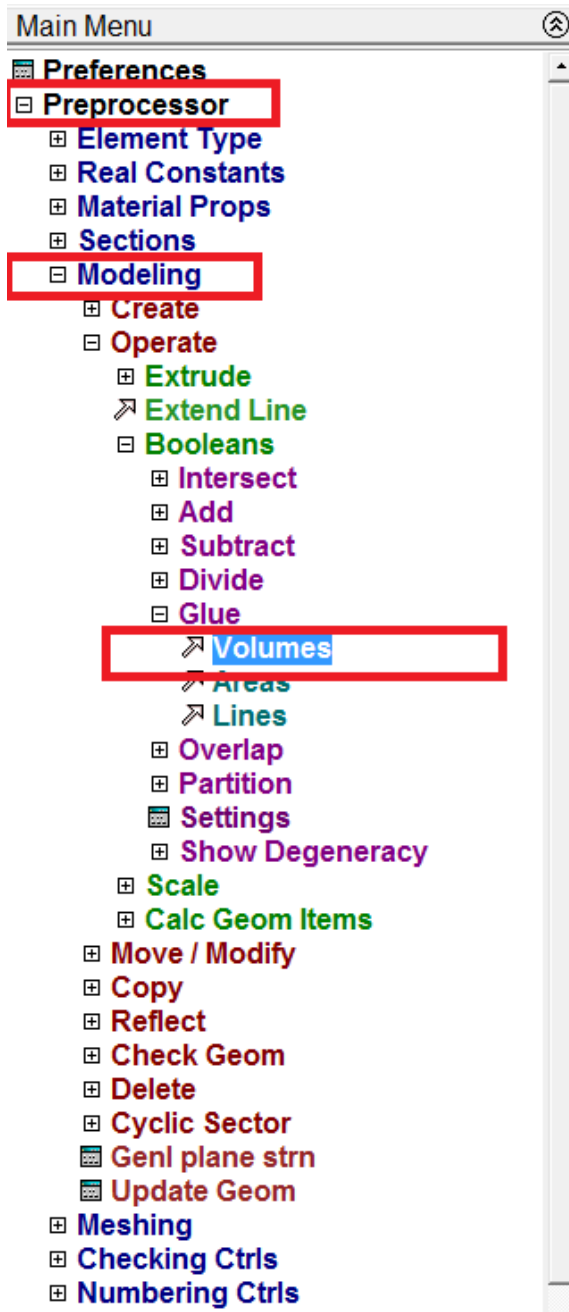 Main Menu
Preferences
Preprocessor
Element Type
Real Constants
Material Props
Sections
Modeling
Create
Operate
Extrude
Extend Line
Booleans
Intersect
Add
Subtract
Divide
Glue
Volumes
Areas
Lines
Overlap
Partition
Settings
Show Degeneracy
Scale
Calc Geom Items
Move / Modify
Copy
Reflect
Check Geom
Delete
Cyclic Sector
Genl plane strn
Update Geom
Meshing
Checking Ctrls
Numbering Ctrls